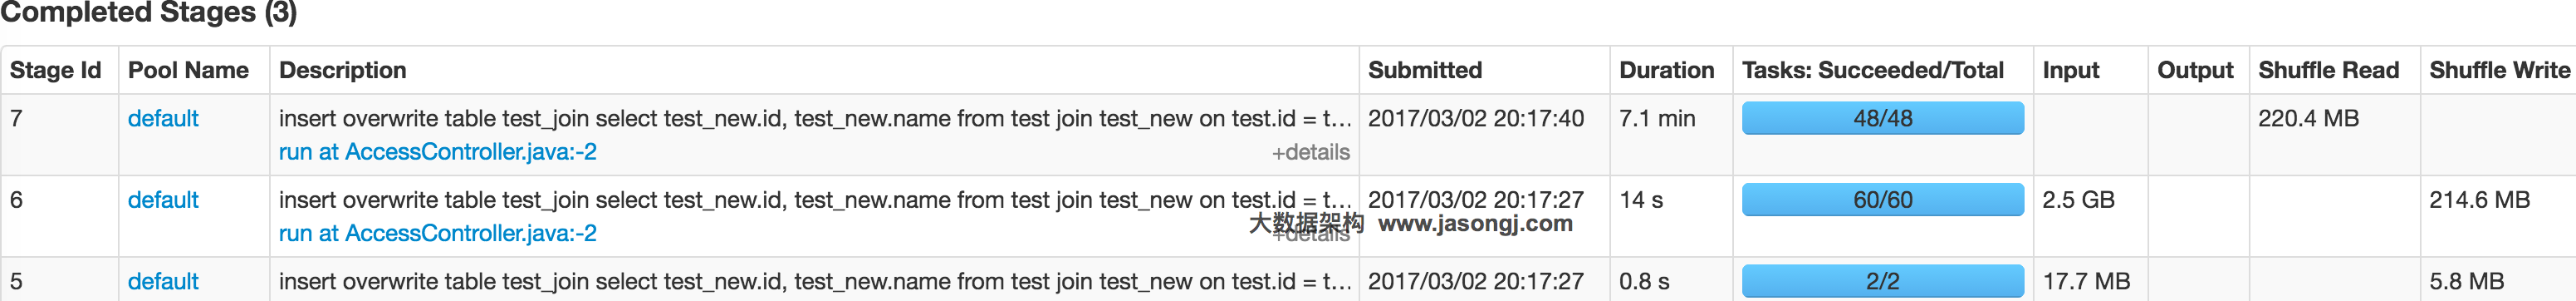 Completed Stages (3)
Stage Id Pool Name Description Submitted Duration Tasks: Succeeded/Total Input Output Shuffle Read Shuffle Write
7 default insert overwrite table test_join select test_new.id, test_new.name from test join test_new on test.id = t... 2017/03/02 20:17:40 7.1 min 48/48 220.4 MB
run at AccessController.java:-2 +details
6 default insert overwrite table test_join select test_new.id, test_new.name from test join test_new on test.id = t... 2017/03/02 20:17:27 14 s 60/60 2.5 GB 214.6 MB
大数据架构 www.jasongj.com
run at AccessController.java:-2 +details
5 default insert overwrite table test_join select test_new.id, test_new.name from test join test_new on test.id = t... 2017/03/02 20:17:27 0.8 s 2/2 17.7 MB 5.8 MB